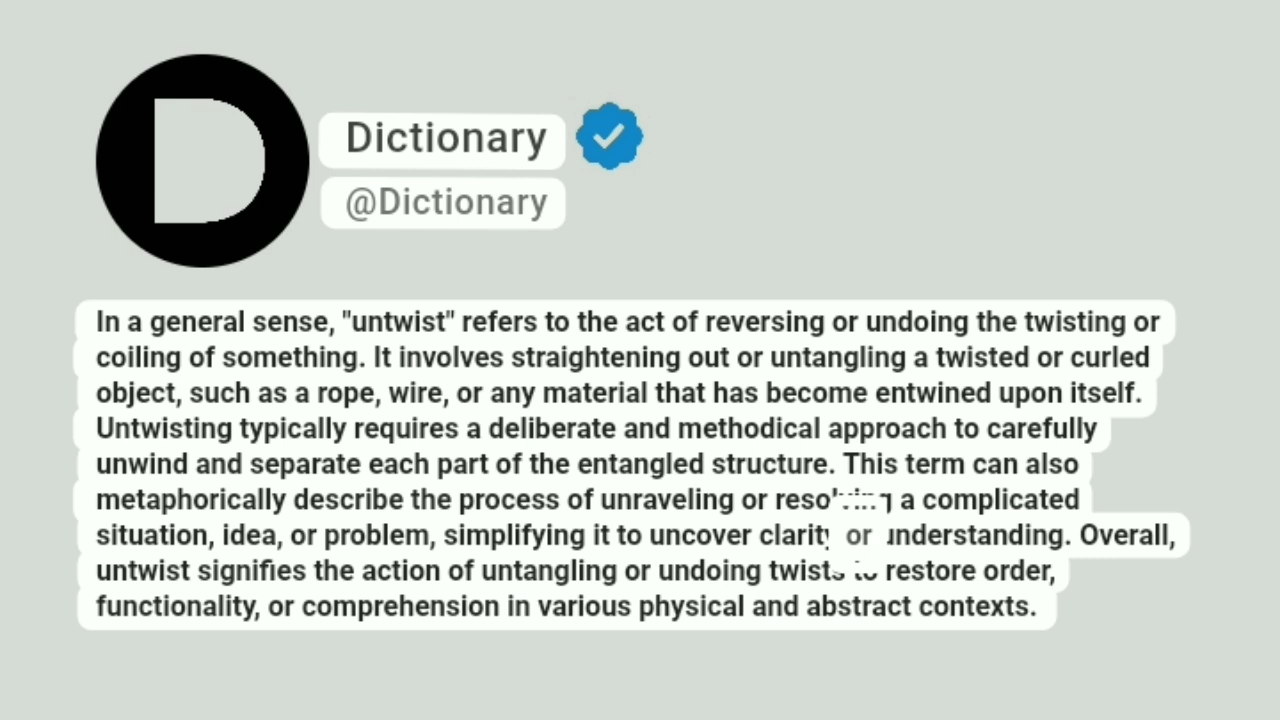 D
Dictionary
@Dictionary
In a general sense, "untwist" refers to the act of reversing or undoing the twisting or
coiling of something. It involves straightening out or untangling a twisted or curled
object, such as a rope, wire, or any material that has become entwined upon itself.
Untwisting typically requires a deliberate and methodical approach to carefully
unwind and separate each part of the entangled structure. This term can also
metaphorically describe the process of unraveling or resolving a complicated
situation, idea, or problem, simplifying it to uncover clarity or understanding. Overall,
untwist signifies the action of untangling or undoing twists to restore order,
functionality, or comprehension in various physical and abstract contexts.